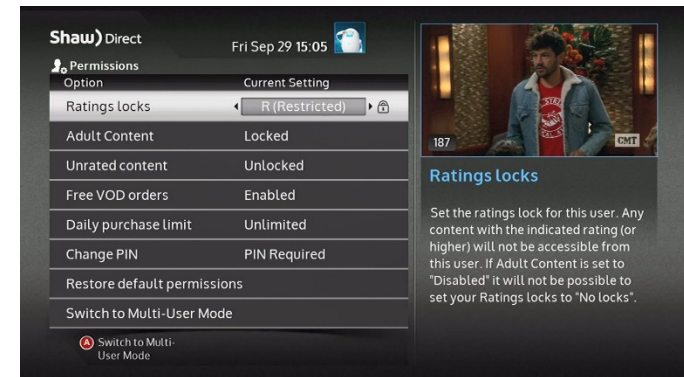 Shaw) Direct
Fri Sep 29 15:05
Permissions
Option Current Setting
Ratings locks R (Restricted)
Adult Content Locked
Unrated content Unlocked
Free VOD orders Enabled
Daily purchase limit Unlimited
Change PIN PIN Required
Restore default permissions
Switch to Multi-User Mode
A Switch to Multi-
User Mode
187 CMT
Ratings locks
Set the ratings lock for this user. Any
content with the indicated rating (or
higher) will not be accessible from
this user. If Adult Content is set to
"Disabled" it will not be possible to
set your Ratings locks to "No locks".